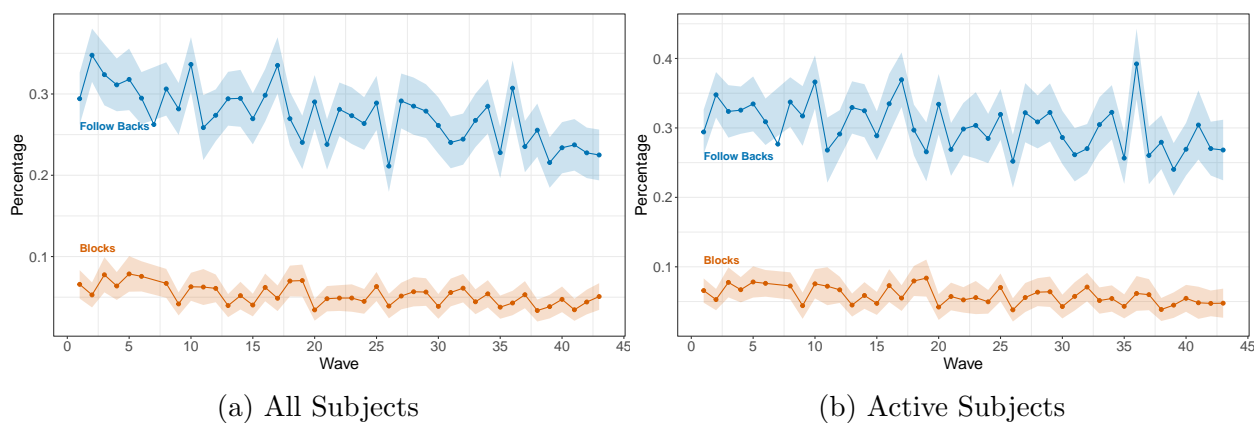 Percentage
0.3
0.2
0.1
Follow Backs
Blocks
0 5 10 15 20 25 30 35 40 45
Wave
(a) All Subjects
Percentage
0.4
0.3
0.2
0.1
Follow Backs
Blocks
0 5 10 15 20 25 30 35 40 45
Wave
(b) Active Subjects